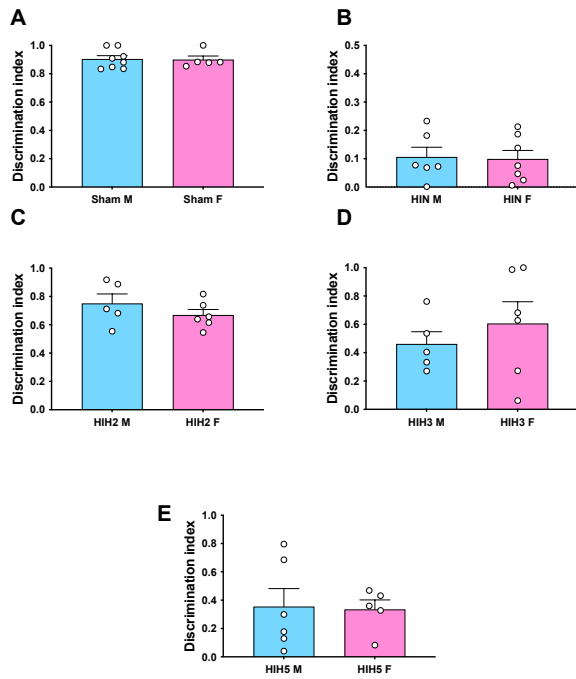 A
Discrimination index
1.0
0.8
0.6
0.4
0.2
0.0
Sham M
Sham F
B
Discrimination index
0.5
0.4
0.3
0.2
0.1
0.0
HIN M
HIN F
C
Discrimination index
1.0
0.8
0.6
0.4
0.2
0.0
HIH2 M
HIH2 F
D
Discrimination index
1.0
0.8
0.6
0.4
0.2
0.0
HIH3 M
HIH3 F
E
Discrimination index
1.0
0.8
0.6
0.4
0.2
0.0
HIH5 M
HIH5 F